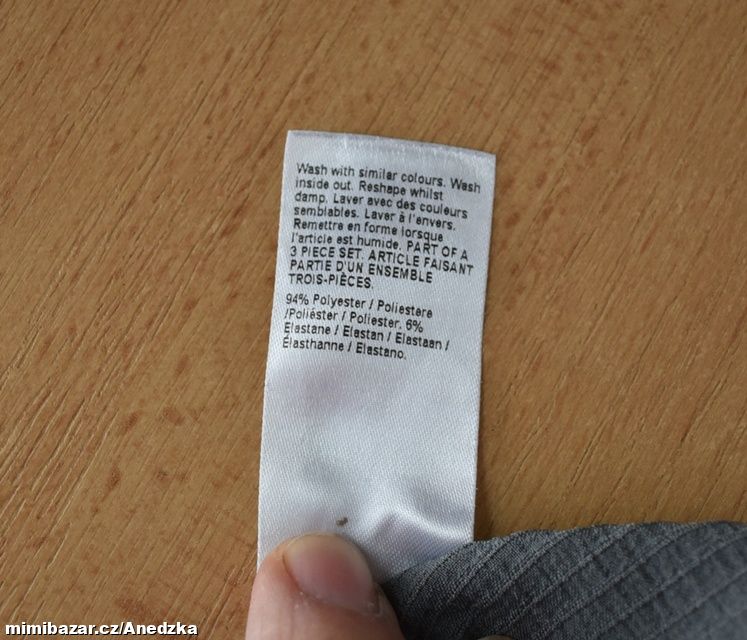 Wash with similar colours. Wash
inside out. Reshape whilst
damp. Laver avec des couleurs
semblables. Laver à l'envers.
Remettre en forme lorsque
l'article est humide. PART OF A
3 PIECE SET. ARTICLE FAISANT
PARTIE D'UN ENSEMBLE
TROIS-PIÈCES.
94% Polyester / Poliestere
/Poliéster / Poliester. 6%
Elastane / Elastan / Elastaan /
Élasthanne / Elastano.
mimibazar.cz/Anedzka